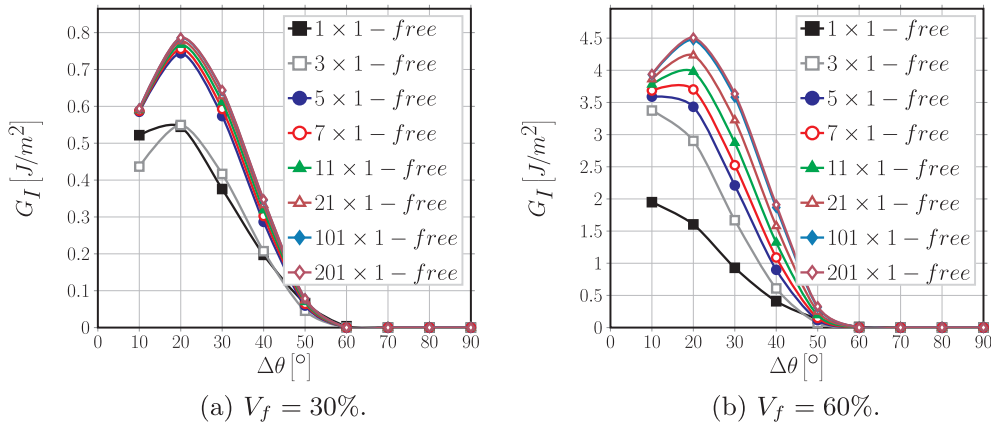 0.8
0.7
0.6
0.5
0.4
0.3
0.2
0.1
0
G_I [J/m²]
0 10 20 30 40 50 60 70 80 90
Δθ [°]
1 × 1 − free
3 × 1 − free
5 × 1 − free
7 × 1 − free
11 × 1 − free
21 × 1 − free
101 × 1 − free
201 × 1 − free
(a) V_f = 30%.
4.5
4
3.5
3
2.5
2
1.5
1
0.5
0
G_I [J/m²]
0 10 20 30 40 50 60 70 80 90
Δθ [°]
1 × 1 − free
3 × 1 − free
5 × 1 − free
7 × 1 − free
11 × 1 − free
21 × 1 − free
101 × 1 − free
201 × 1 − free
(b) V_f = 60%.